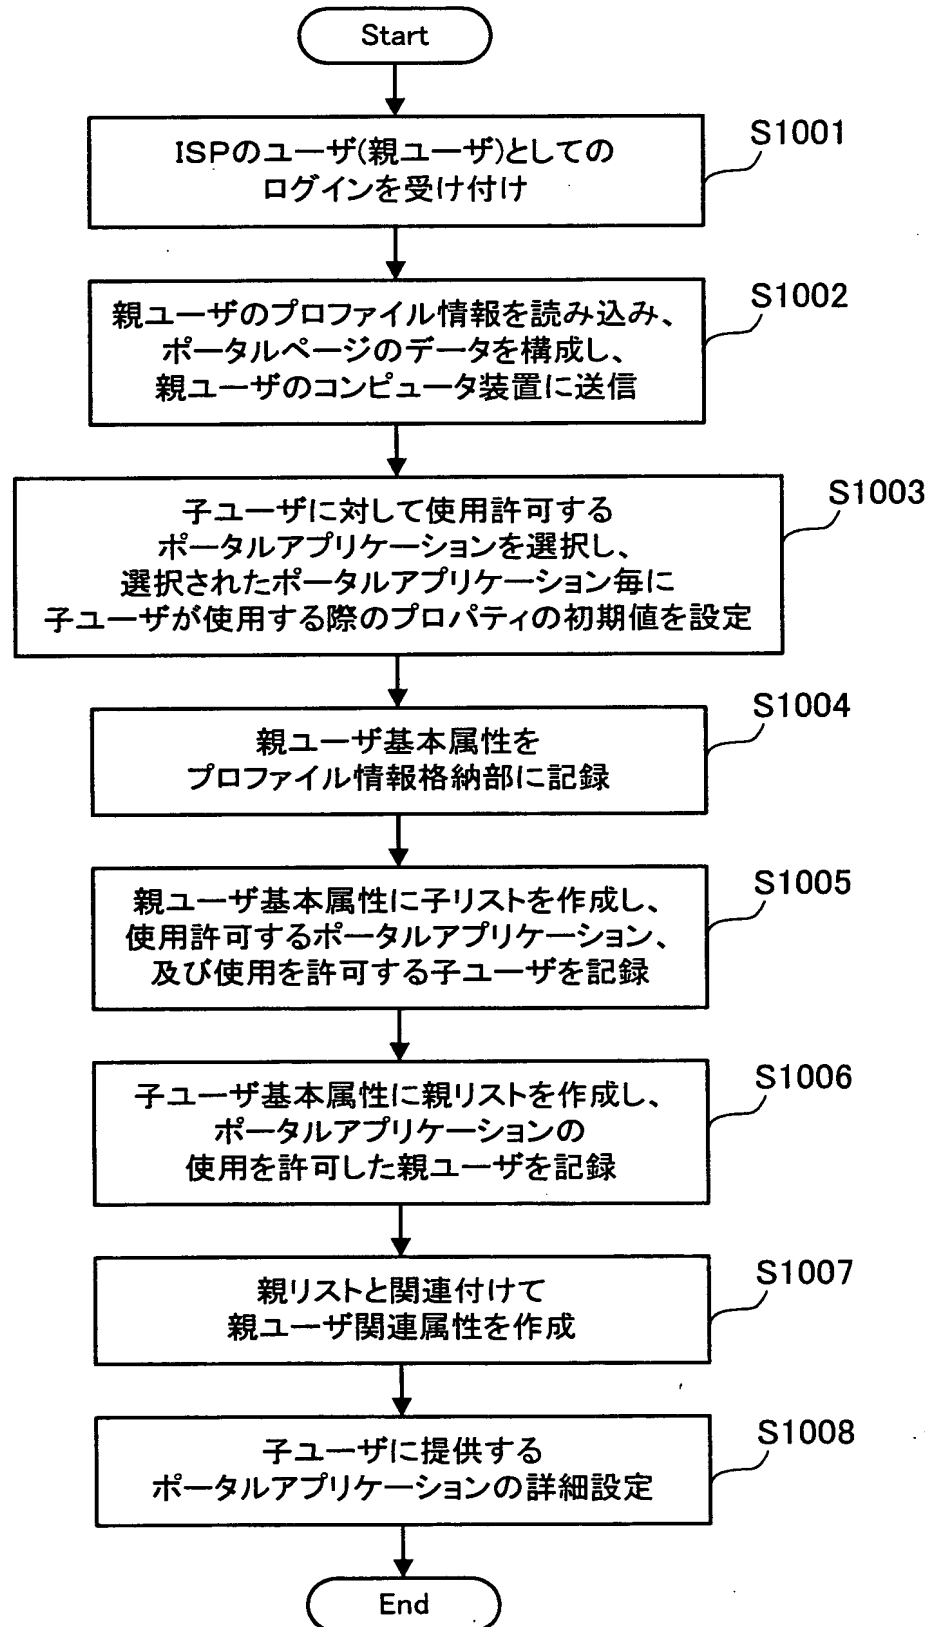 Start
ISPのユーザ(親ユーザ)としての
ログインを受け付け
S1001
親ユーザのプロファイル情報を読み込み、
ポータルページのデータを構成し、
親ユーザのコンピュータ装置に送信
S1002
子ユーザに対して使用許可する
ポータルアプリケーションを選択し、
選択されたポータルアプリケーション毎に
子ユーザが使用する際のプロパティの初期値を設定
S1003
親ユーザ基本属性を
プロファイル情報格納部に記録
S1004
親ユーザ基本属性に子リストを作成し、
使用許可するポータルアプリケーション、
及び使用を許可する子ユーザを記録
S1005
子ユーザ基本属性に親リストを作成し、
ポータルアプリケーションの
使用を許可した親ユーザを記録
S1006
親リストと関連付けて
親ユーザ関連属性を作成
S1007
子ユーザに提供する
ポータルアプリケーションの詳細設定
S1008
End